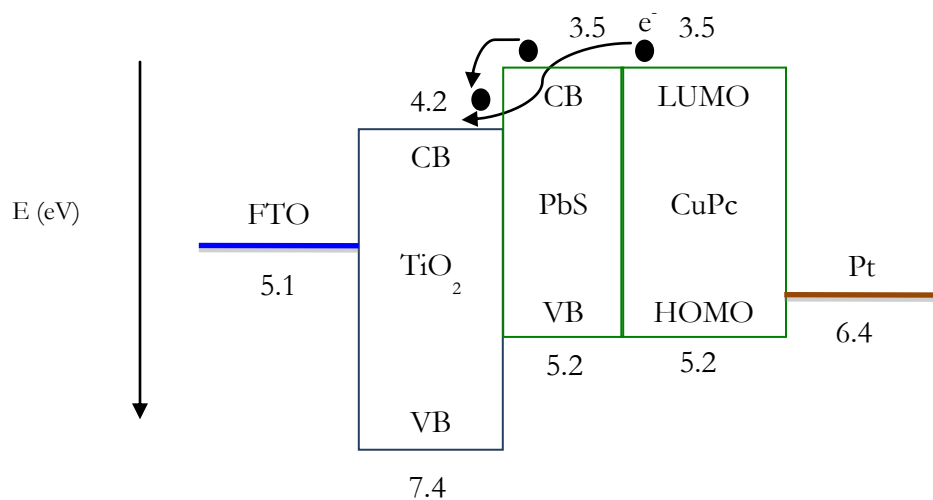 3.5 e⁻ 3.5
4.2 CB LUMO
CB
E (eV) FTO PbS CuPc
TiO₂
5.1 Pt
VB HOMO
6.4
5.2 5.2
VB
7.4